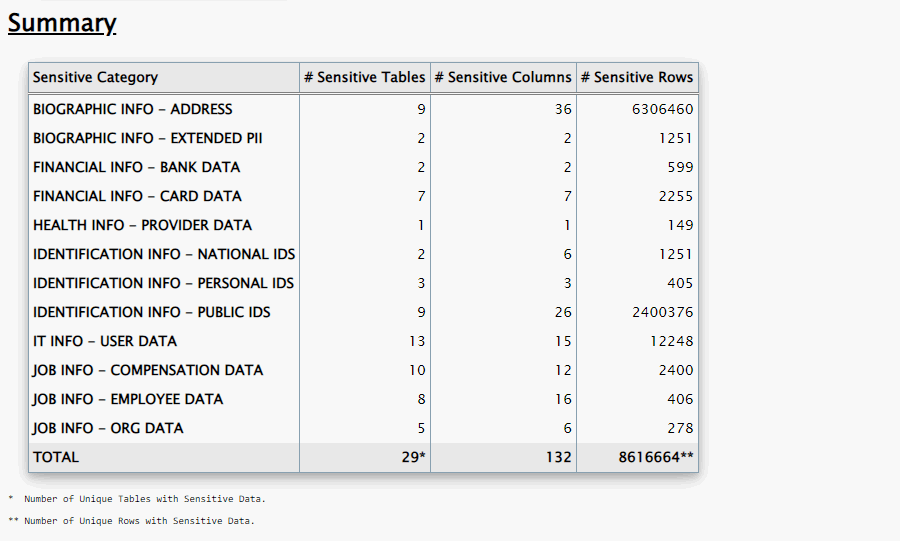 Summary
Sensitive Category # Sensitive Tables # Sensitive Columns # Sensitive Rows
BIOGRAPHIC INFO – ADDRESS 9 36 6306460
BIOGRAPHIC INFO – EXTENDED PII 2 2 1251
FINANCIAL INFO – BANK DATA 2 2 599
FINANCIAL INFO – CARD DATA 7 7 2255
HEALTH INFO – PROVIDER DATA 1 1 149
IDENTIFICATION INFO – NATIONAL IDS 2 6 1251
IDENTIFICATION INFO – PERSONAL IDS 3 3 405
IDENTIFICATION INFO – PUBLIC IDS 9 26 2400376
IT INFO – USER DATA 13 15 12248
JOB INFO – COMPENSATION DATA 10 12 2400
JOB INFO – EMPLOYEE DATA 8 16 406
JOB INFO – ORG DATA 5 6 278
TOTAL 29* 132 8616664**
* Number of Unique Tables with Sensitive Data.
** Number of Unique Rows with Sensitive Data.